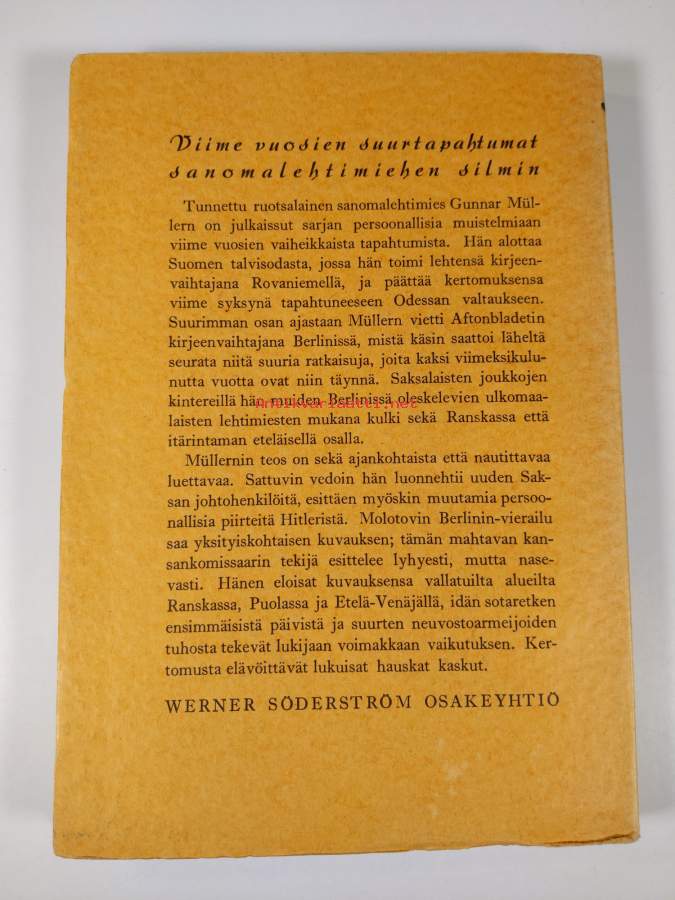 Viime vuosien suurtapahtumat
sanomalehtimiehen silmin
Tunnettu ruotsalainen sanomalehtimies Gunnar Mül-
lern on julkaissut sarjan persoonallisia muistelmiaan
viime vuosien vaiheikkaista tapahtumista. Hän alottaa
Suomen talvisodasta, jossa hän toimi lehtensä kirjeen-
vaihtajana Rovaniemellä, ja päättää kertomuksensa
viime syksynä tapahtuneeseen Odessan valtaukseen.
Suurimman osan ajastaan Müllern vietti Aftonbladetin
kirjeenvaihtajana Berlinissä, mistä käsin saattoi läheltä
seurata niitä suuria ratkaisuja, joita kaksi viimeksikulu-
nutta vuotta ovat niin täynnä. Saksalaisten joukkojen
kintereillä hän muiden Berlinissä oleskelevien ulkomaa-
Antikvariaatti.net
laisten lehtimiesten mukana kulki sekä Ranskassa että
itärintaman eteläisellä osalla.
Müllernin teos on sekä ajankohtaista että nautittavaa
luettavaa. Sattuvin vedoin hän luonnehtii uuden Sak-
san johtohenkilöitä, esittäen myöskin muutamia persoo-
nallisia piirteitä Hitleristä. Molotovin Berlinin-vierailu
saa yksityiskohtaisen kuvauksen; tämän mahtavan kan-
sankomissaarin tekijä esittelee lyhyesti, mutta nase-
vasti. Hänen eloisat kuvauksensa vallatuilta alueilta
Ranskassa, Puolassa ja Etelä-Venäjällä, idän sotaretken
ensimmäisistä päivistä ja suurten neuvostoarmeijoiden
tuhosta tekevät lukijaan voimakkaan vaikutuksen. Ker-
tomusta elävöittävät lukuisat hauskat kaskut.
WERNER SÖDERSTRÖM OSAKEYHTIÖ